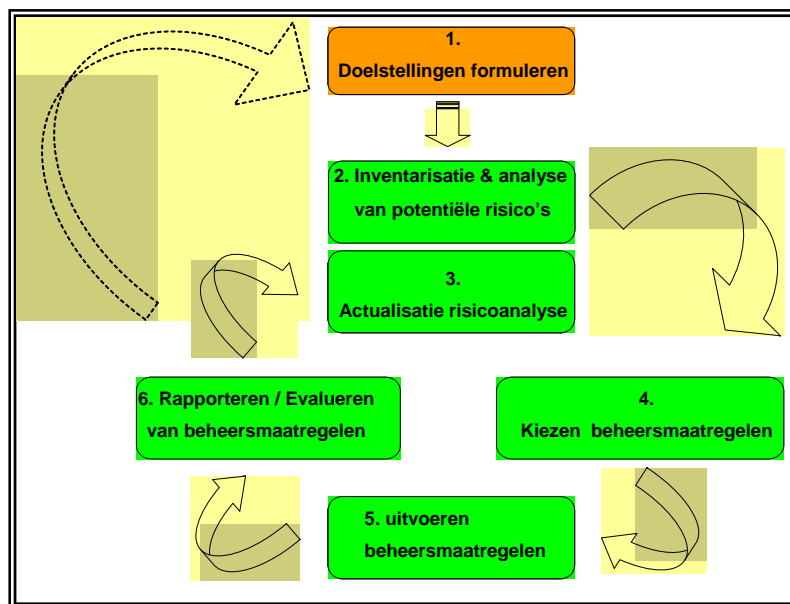 1.
Doelstellingen formuleren
2. Inventarisatie & analyse
van potentiële risico's
3.
Actualisatie risicoanalyse
4.
Kiezen beheersmaatregelen
5. uitvoeren
beheersmaatregelen
6. Rapporteren / Evalueren
van beheersmaatregelen